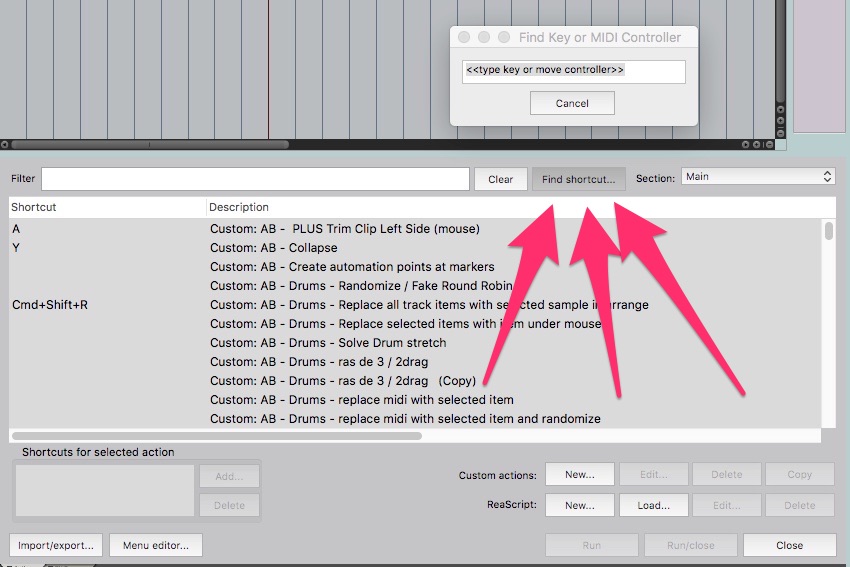 Find Key or MIDI Controller
<<type key or move controller>>
Cancel
Filter Clear Find shortcut... Section: Main
Shortcut Description
A Custom: AB - PLUS Trim Clip Left Side (mouse)
Y Custom: AB - Collapse
Custom: AB - Create automation points at markers
Custom: AB - Drums - Randomize / Fake Round Robin
Cmd+Shift+R Custom: AB - Drums - Replace all track items with selected sample in arrange
Custom: AB - Drums - Replace selected items with item under mouse
Custom: AB - Drums - Solve Drum stretch
Custom: AB - Drums - ras de 3 / 2drag
Custom: AB - Drums - ras de 3 / 2drag (Copy)
Custom: AB - Drums - replace midi with selected item
Custom: AB - Drums - replace midi with selected item and randomize
Shortcuts for selected action
Add...
Delete
Custom actions: New... Edit... Delete Copy
ReaScript: New... Load... Edit... Delete
Import/export... Menu editor... Run Run/close Close